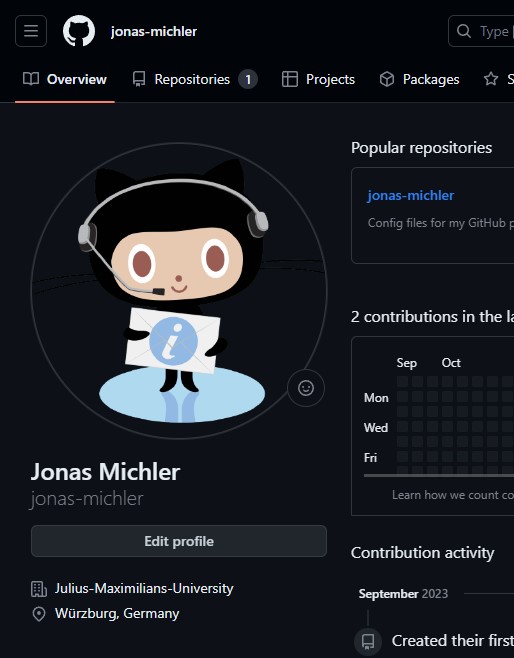 jonas-michler
Type
Overview
Repositories 1
Projects
Packages
S
Popular repositories
jonas-michler
Config files for my GitHub p
i
2 contributions in the la
Sep Oct
Mon
Wed
Fri
Learn how we count co
Jonas Michler
jonas-michler
Edit profile
Julius-Maximilians-University
Würzburg, Germany
Contribution activity
September 2023
Created their first